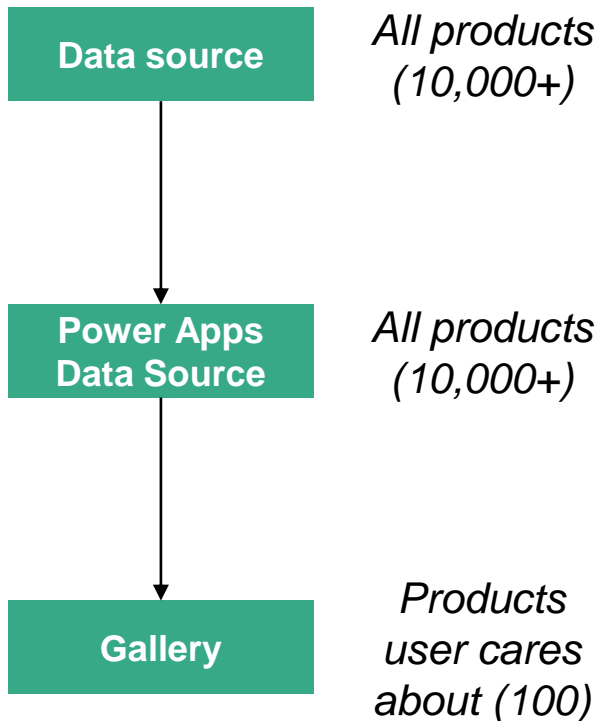 Data source
All products
(10,000+)
Power Apps
Data Source
All products
(10,000+)
Gallery
Products
user cares
about (100)